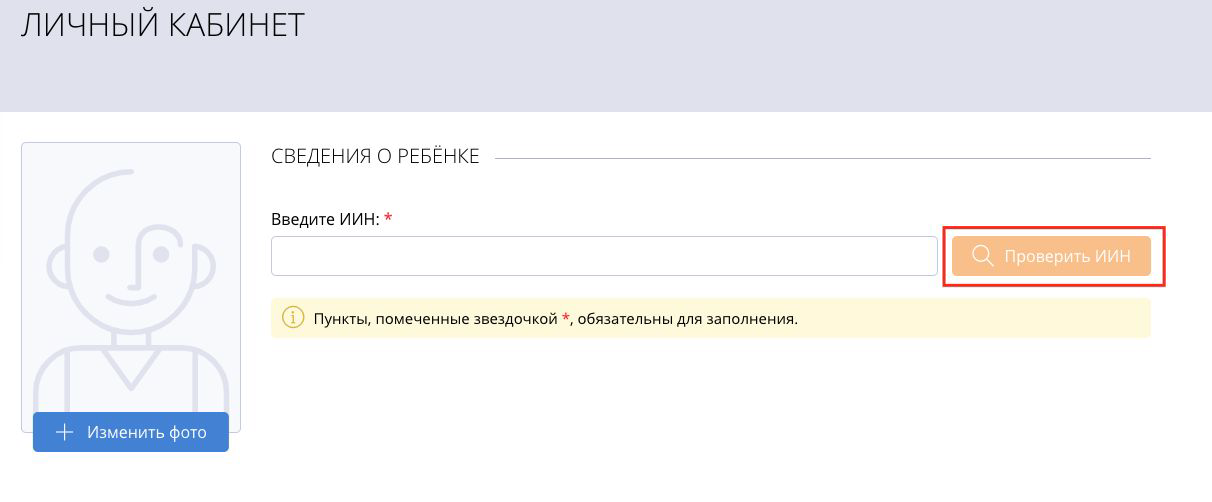 ЛИЧНЫЙ КАБИНЕТ
СВЕДЕНИЯ О РЕБЁНКЕ
Введите ИИН: *
Проверить ИИН
Пункты, помеченные звездочкой *, обязательны для заполнения.
Изменить фото